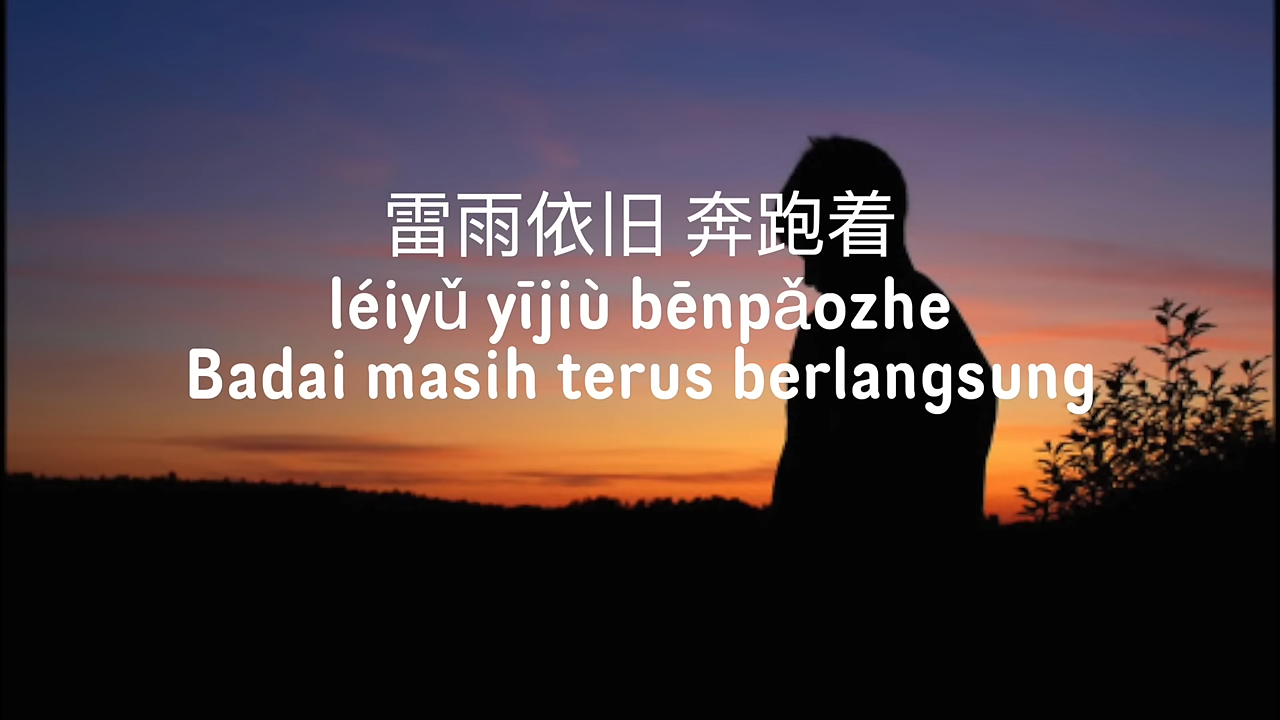 雷雨依旧 奔跑着
léiyǔ yījiù bēnpǎozhe
Badai masih terus berlangsung